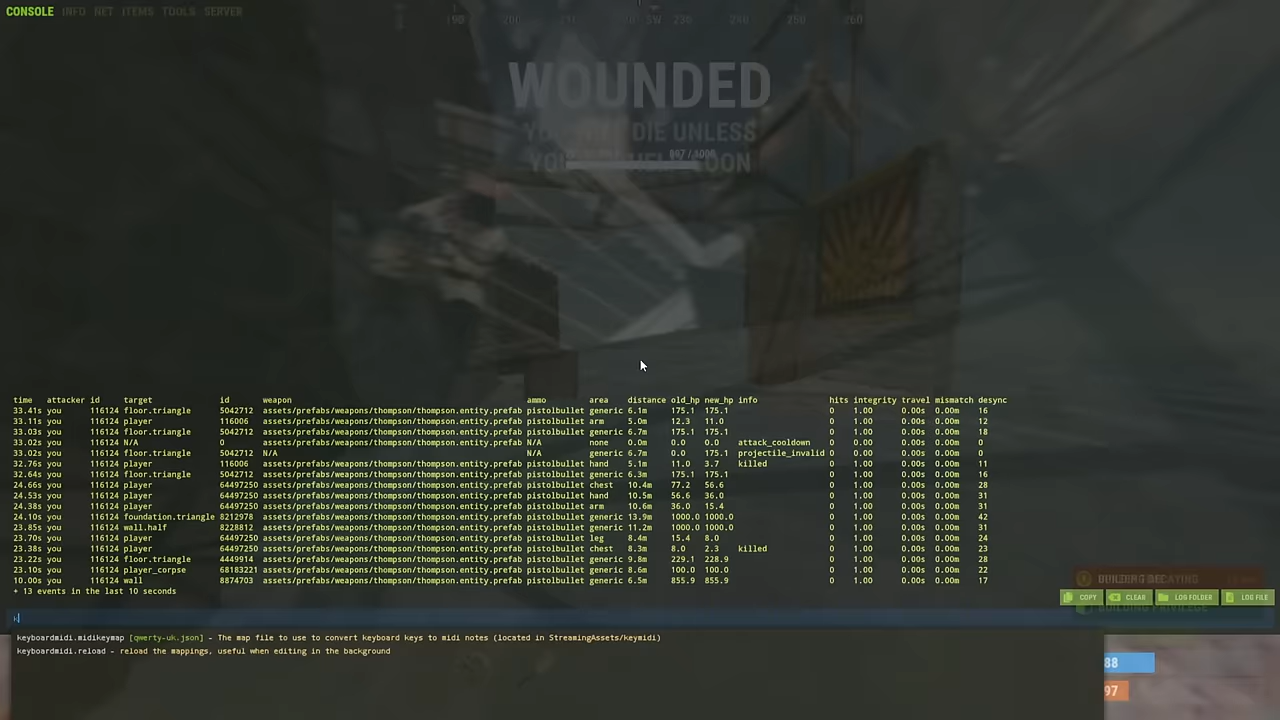 CONSOLE INFO NET ITEMS TOOLS SERVER
190 200 210 SW 230 240 250 260
WOUNDED
DIE UNLESS
time attacker id target id weapon ammo area distance old_hp new_hp info hits integrity travel mismatch desync
33.41s you 116124 floor.triangle 5042712 assets/prefabs/weapons/thompson/thompson.entity.prefab pistolbullet generic 6.1m 175.1 175.1 0 1.00 0.00s 0.00m 16
33.11s you 116124 player 116006 assets/prefabs/weapons/thompson/thompson.entity.prefab pistolbullet arm 5.0m 12.3 11.0 0 1.00 0.00s 0.00m 12
33.03s you 116124 floor.triangle 5042712 assets/prefabs/weapons/thompson/thompson.entity.prefab pistolbullet generic 6.7m 175.1 175.1 0 1.00 0.00s 0.00m 18
33.02s you 116124 N/A 0 assets/prefabs/weapons/thompson/thompson.entity.prefab N/A none 0.0m 0.0 0.0 attack_cooldown 0 0.00 0.00s 0.00m 0
33.02s you 116124 floor.triangle 5042712 N/A N/A generic 6.7m 0.0 175.1 projectile_invalid 0 1.00 0.00s 0.00m 0
32.76s you 116124 player 116006 assets/prefabs/weapons/thompson/thompson.entity.prefab pistolbullet hand 5.1m 11.0 3.7 killed 0 1.00 0.00s 0.00m 11
32.64s you 116124 floor.triangle 5042712 assets/prefabs/weapons/thompson/thompson.entity.prefab pistolbullet generic 6.3m 175.1 175.1 0 1.00 0.00s 0.00m 16
24.66s you 116124 player 64497250 assets/prefabs/weapons/thompson/thompson.entity.prefab pistolbullet chest 10.4m 77.2 56.6 0 1.00 0.00s 0.00m 28
24.53s you 116124 player 64497250 assets/prefabs/weapons/thompson/thompson.entity.prefab pistolbullet hand 10.5m 56.6 36.0 0 1.00 0.00s 0.00m 31
24.38s you 116124 player 64497250 assets/prefabs/weapons/thompson/thompson.entity.prefab pistolbullet arm 10.6m 36.0 15.4 0 1.00 0.00s 0.00m 31
24.10s you 116124 foundation.triangle 8212978 assets/prefabs/weapons/thompson/thompson.entity.prefab pistolbullet generic 13.9m 1000.0 1000.0 0 1.00 0.00s 0.00m 42
23.85s you 116124 wall.half 8228812 assets/prefabs/weapons/thompson/thompson.entity.prefab pistolbullet generic 11.2m 1000.0 1000.0 0 1.00 0.00s 0.00m 31
23.70s you 116124 player 64497250 assets/prefabs/weapons/thompson/thompson.entity.prefab pistolbullet leg 8.4m 15.4 8.0 0 1.00 0.00s 0.00m 24
23.38s you 116124 player 64497250 assets/prefabs/weapons/thompson/thompson.entity.prefab pistolbullet chest 8.3m 8.0 2.3 killed 0 1.00 0.00s 0.00m 23
23.22s you 116124 floor.triangle 4449914 assets/prefabs/weapons/thompson/thompson.entity.prefab pistolbullet generic 9.8m 229.1 228.9 0 1.00 0.00s 0.00m 28
23.10s you 116124 player_corpse 68183221 assets/prefabs/weapons/thompson/thompson.entity.prefab pistolbullet generic 8.6m 100.0 100.0 0 1.00 0.00s 0.00m 22
10.00s you 116124 wall 8874703 assets/prefabs/weapons/thompson/thompson.entity.prefab pistolbullet generic 6.5m 855.9 855.9 0 1.00 0.00s 0.00m 17
+ 13 events in the last 10 seconds
BUILDING DECAYING
COPY CLEAR LOG FOLDER LOG FILE
BUILDING PRIVILEGE
k
keyboardmidi.midikeymap [qwerty-uk.json] - The map file to use to convert keyboard keys to midi notes (located in StreamingAssets/keymidi)
keyboardmidi.reload - reload the mappings, useful when editing in the background
88
97